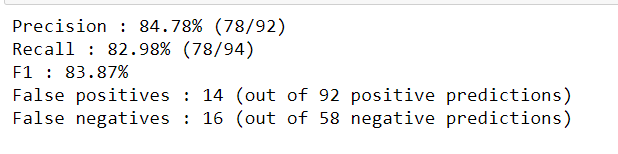 Precision : 84.78% (78/92)
Recall : 82.98% (78/94)
F1 : 83.87%
False positives : 14 (out of 92 positive predictions)
False negatives : 16 (out of 58 negative predictions)